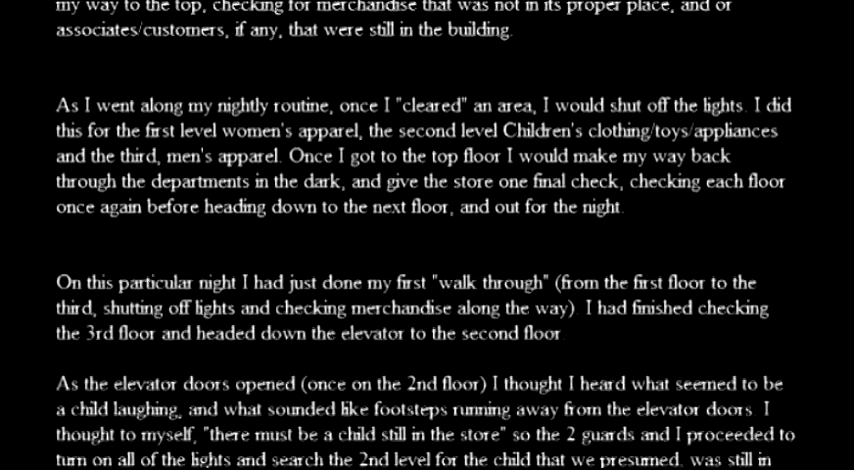 my way to the top, checking for merchandise that was not in its proper place, and or
associates/customers, if any, that were still in the building.
As I went along my nightly routine, once I "cleared" an area, I would shut off the lights. I did
this for the first level women's apparel, the second level Children's clothing/toys/appliances
and the third, men's apparel. Once I got to the top floor I would make my way back
through the departments in the dark, and give the store one final check, checking each floor
once again before heading down to the next floor, and out for the night.
On this particular night I had just done my first "walk through" (from the first floor to the
third, shutting off lights and checking merchandise along the way). I had finished checking
the 3rd floor and headed down the elevator to the second floor.
As the elevator doors opened (once on the 2nd floor) I thought I heard what seemed to be
a child laughing, and what sounded like footsteps running away from the elevator doors. I
thought to myself, "there must be a child still in the store" so the 2 guards and I proceeded to
turn on all of the lights and search the 2nd level for the child that we presumed, was still in